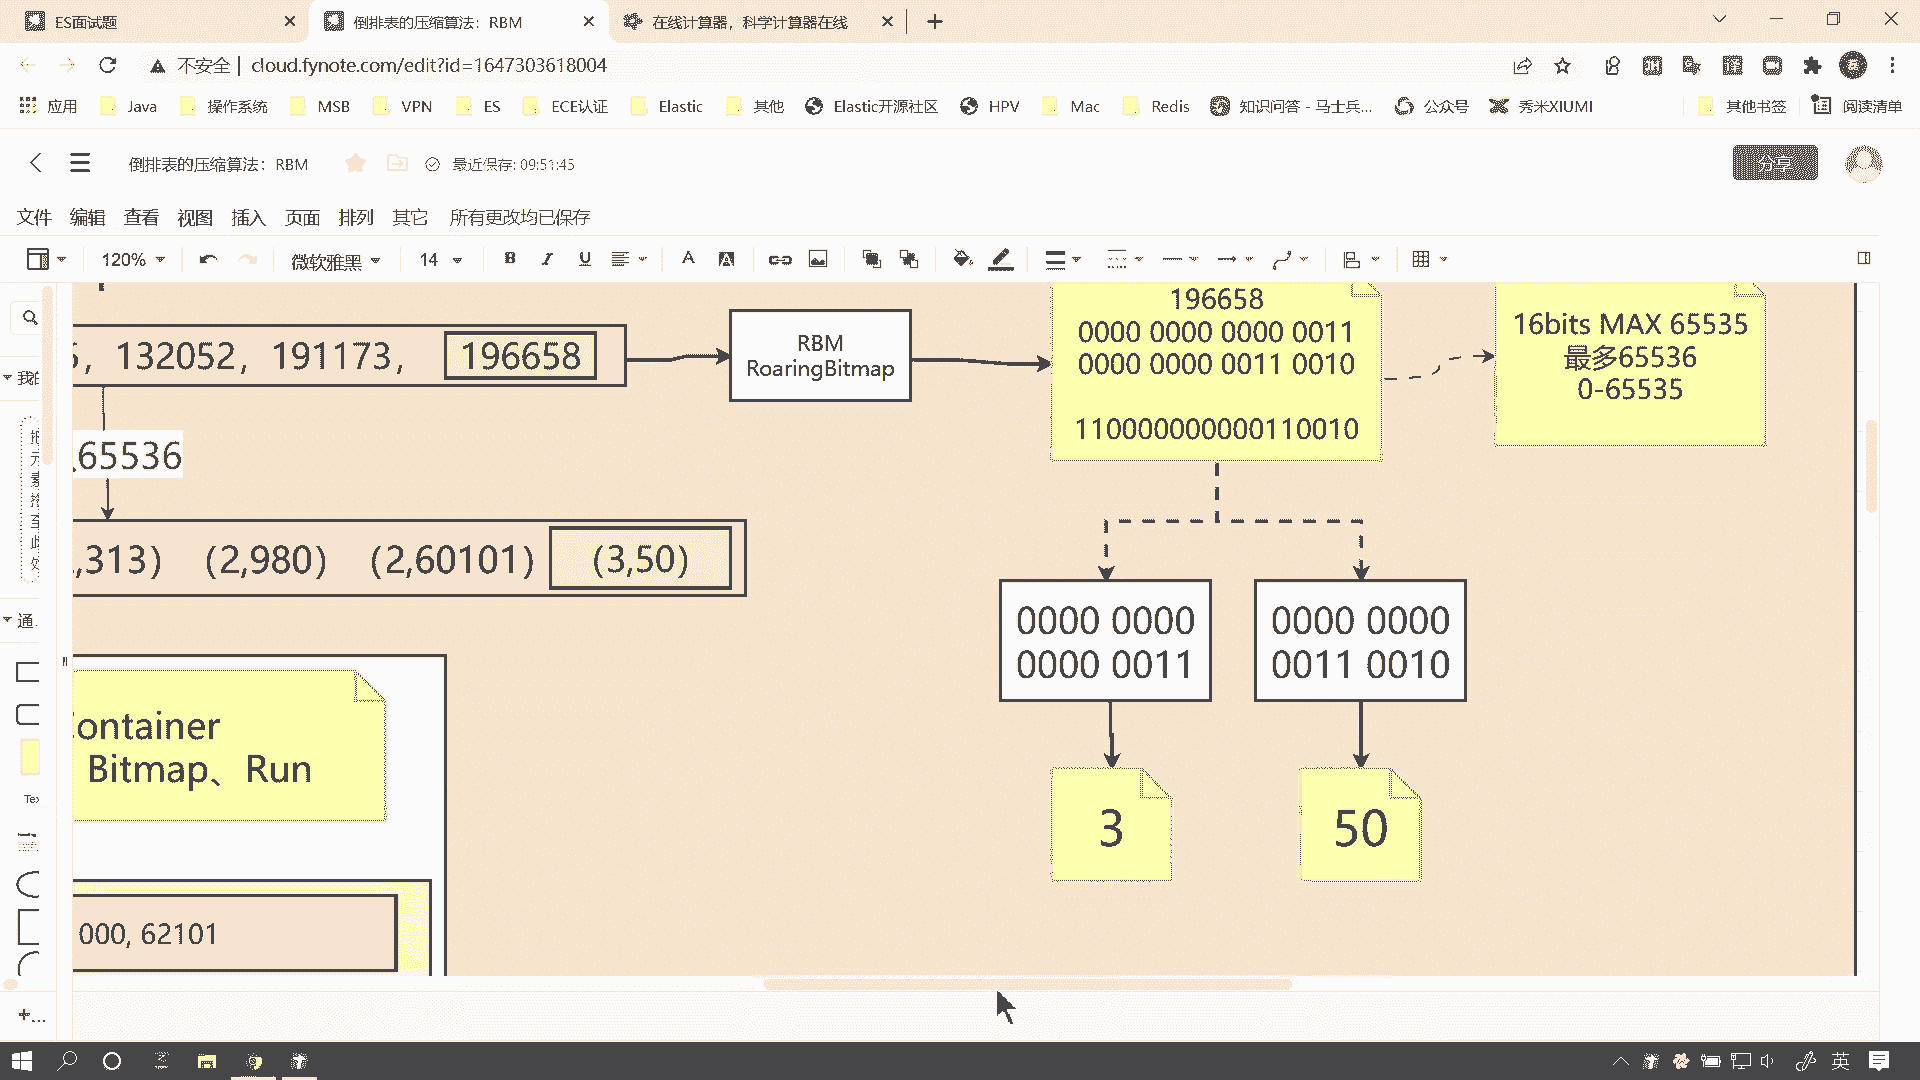 ES面试题
倒排表的压缩算法：RBM
在线计算器，科学计算器在线
不安全
cloud.fynote.com/edit?id=1647303618004
应用
Java
操作系统
MSB
VPN
ES
ECE认证
Elastic
其他
Elastic开源社区
HPV
Mac
Redis
知识问答 - 马士兵...
公众号
秀米XIUMI
其他书签
阅读清单
倒排表的压缩算法：RBM
最近保存: 09:51:45
分享
文件 编辑 查看 视图 插入 页面 排列 其它 所有更改均已保存
120%
微软雅黑
14
我的
通
Tex
5，132052，191173，
196658
RBM
RoaringBitmap
196658
0000 0000 0000 0011
0000 0000 0011 0010
110000000000110010
16bits MAX 65535
最多65536
0-65535
65536
,313） （2,980） （2,60101）
（3,50）
0000 0000
0000 0011
0000 0000
0011 0010
3
50
ontainer
Bitmap、Run
000, 62101
英